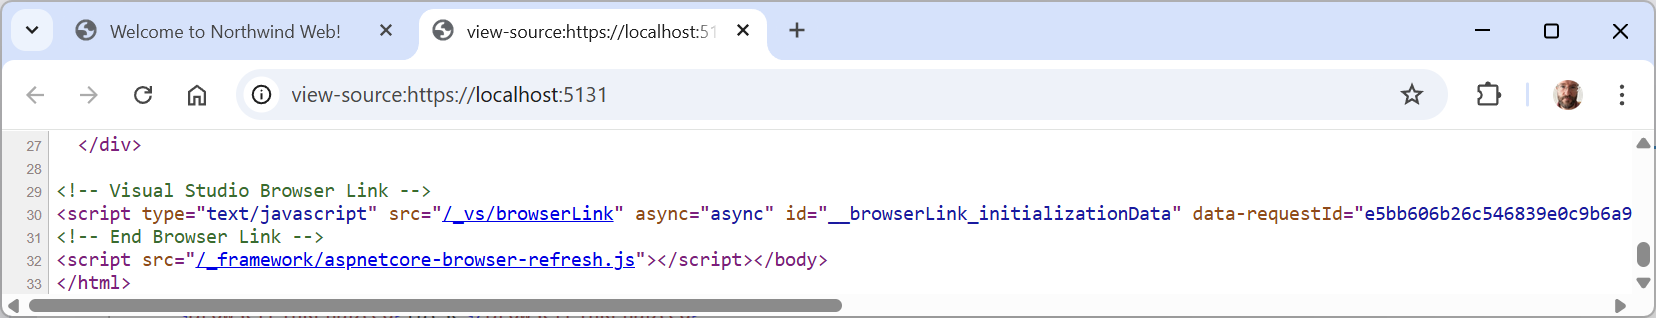 Welcome to Northwind Web!
view-source:https://localhost:51
view-source:https://localhost:5131
27 </div>
28
29 <!-- Visual Studio Browser Link -->
30 <script type="text/javascript" src="/_vs/browserLink" async="async" id="__browserLink_initializationData" data-requestId="e5bb606b26c546839e0c9b6a9
31 <!-- End Browser Link -->
32 <script src="/_framework/aspnetcore-browser-refresh.js"></script></body>
33 </html>